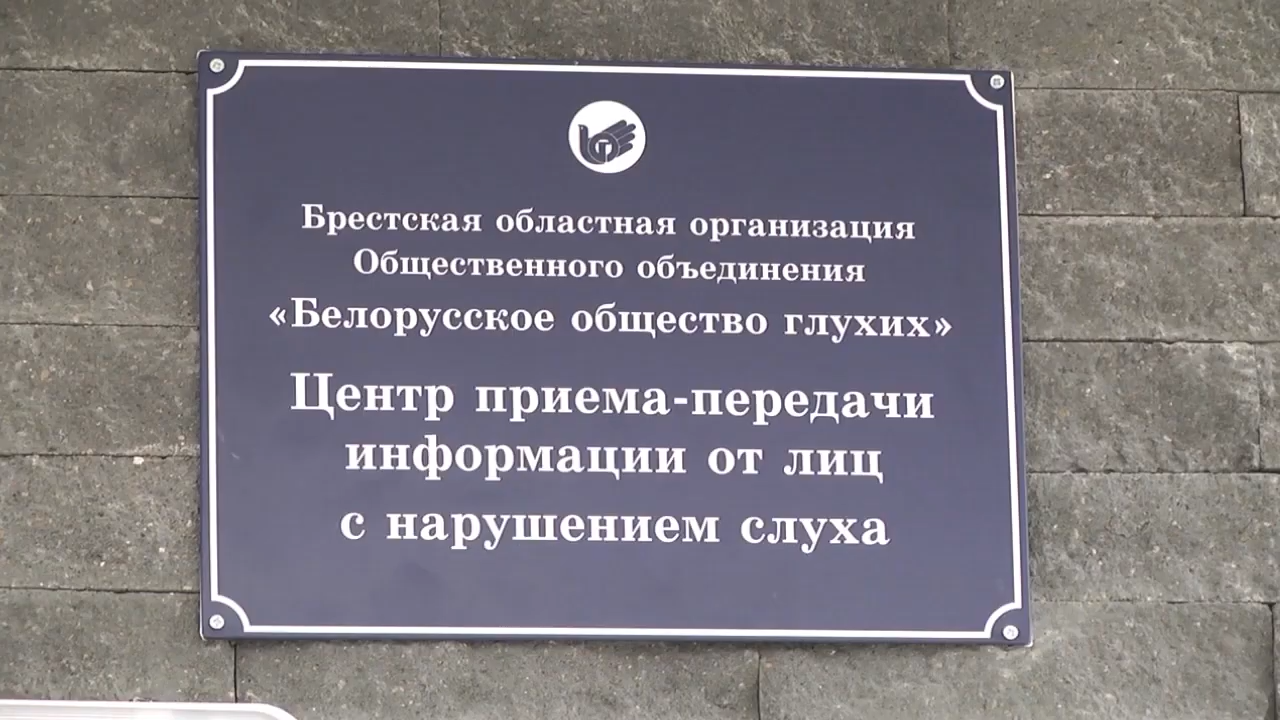 Брестская областная организация
Общественного объединения
«Белорусское общество глухих»
Центр приема-передачи
информации от лиц
с нарушением слуха